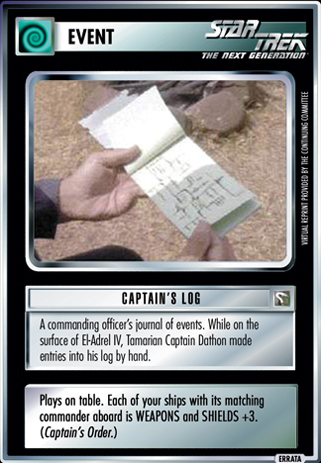 EVENT
STAR TREK
THE NEXT GENERATION
VIRTUAL REPRINT PROVIDED BY THE CONTINUING COMMITTEE
CAPTAIN'S LOG
A commanding officer's journal of events. While on the
surface of El-Adrel IV, Tamarian Captain Dathon made
entries into his log by hand.
Plays on table. Each of your ships with its matching
commander aboard is WEAPONS and SHIELDS +3.
(Captain's Order.)
ERRATA